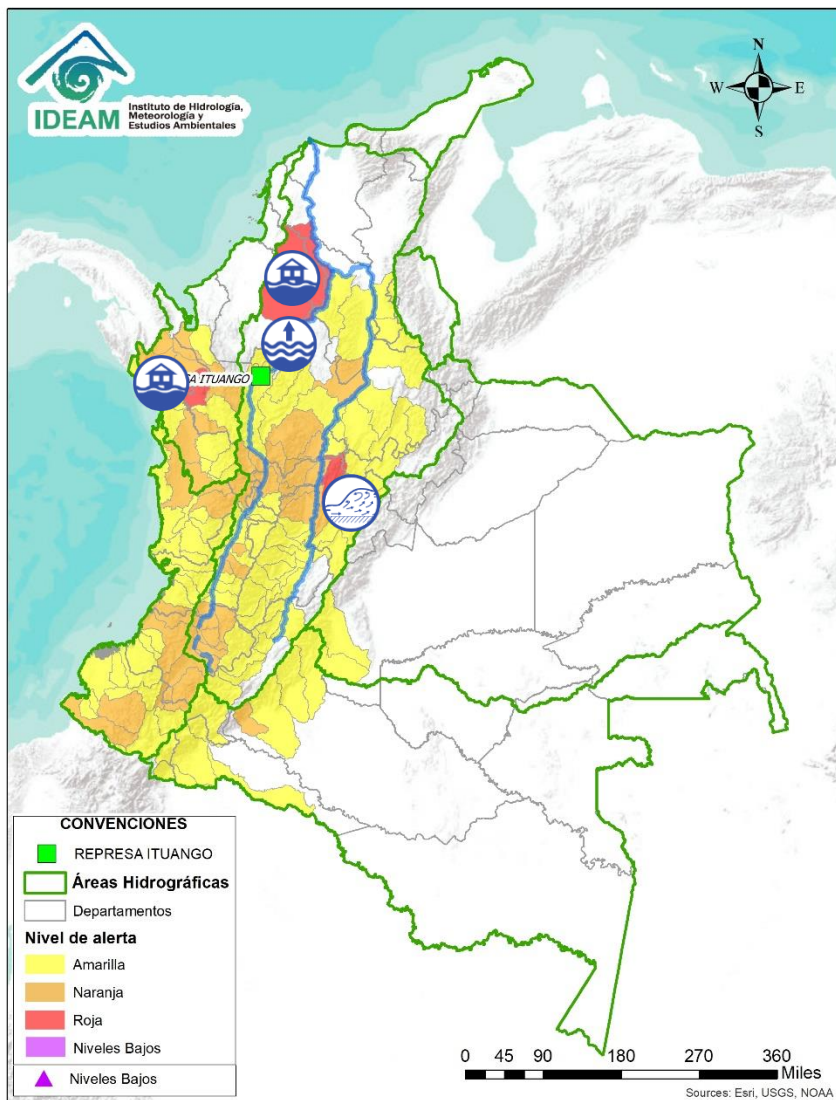 IDEAM
Instituto de Hidrología,
Meteorología y
Estudios Ambientales
N
W
E
S
SA ITUANGO
CONVENCIONES
REPRESA ITUANGO
Áreas Hidrográficas
Departamentos
Nivel de alerta
Amarilla
Naranja
Roja
Niveles Bajos
Niveles Bajos
0 45 90 180 270 360
Miles
Sources: Esri, USGS, NOAA